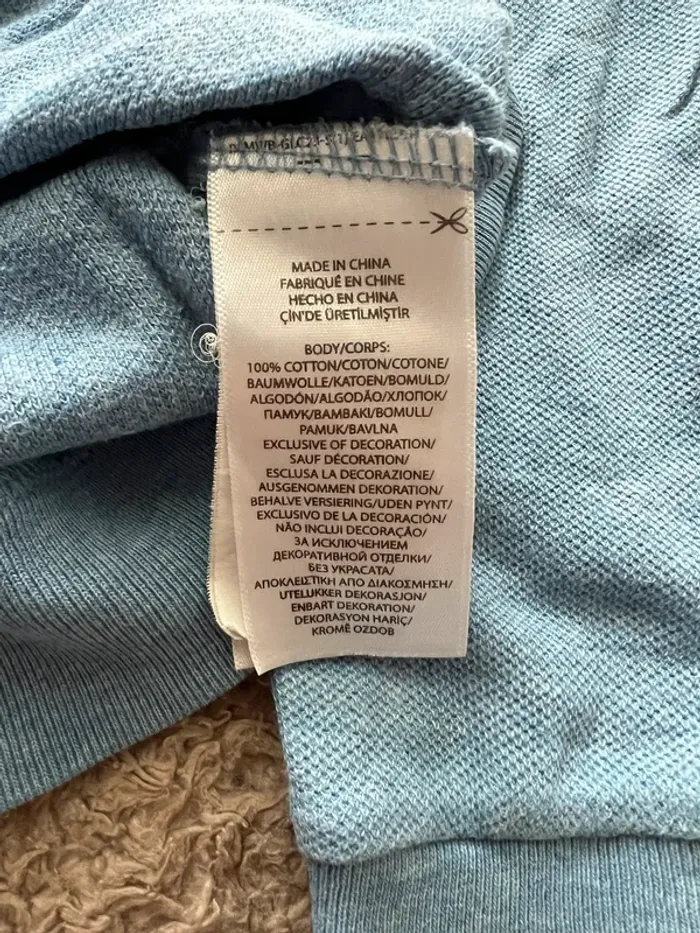 MADE IN CHINA
FABRIQUÉ EN CHINE
HECHO EN CHINA
ÇİN'DE ÜRETİLMİŞTİR
BODY/CORPS:
100% COTTON/COTON/COTONE/
BAUMWOLLE/KATOEN/BOMULD/
ALGODÓN/ALGODÃO/ХЛОПОК/
ПАМУК/ΒΑΜΒΑΚΙ/BOMULL/
PAMUK/BAVLNA
EXCLUSIVE OF DECORATION/
SAUF DÉCORATION/
ESCLUSA LA DECORAZIONE/
AUSGENOMMEN DEKORATION/
BEHALVE VERSIERING/UDEN PYNT/
EXCLUSIVO DE LA DECORACIÓN/
NÃO INCLUI DECORAÇÃO/
ЗА ИСКЛЮЧЕНИЕМ
ДЕКОРАТИВНОЙ ОТДЕЛКИ/
БЕЗ УКРАСАТА/
ΑΠΟΚΛΕΙΣΤΙΚΗ ΑΠΟ ΔΙΑΚΟΣΜΗΣΗ/
UTELUKKER DEKORASJON/
ENBART DEKORATION/
DEKORASYON HARİÇ/
KROMĚ OZDOB